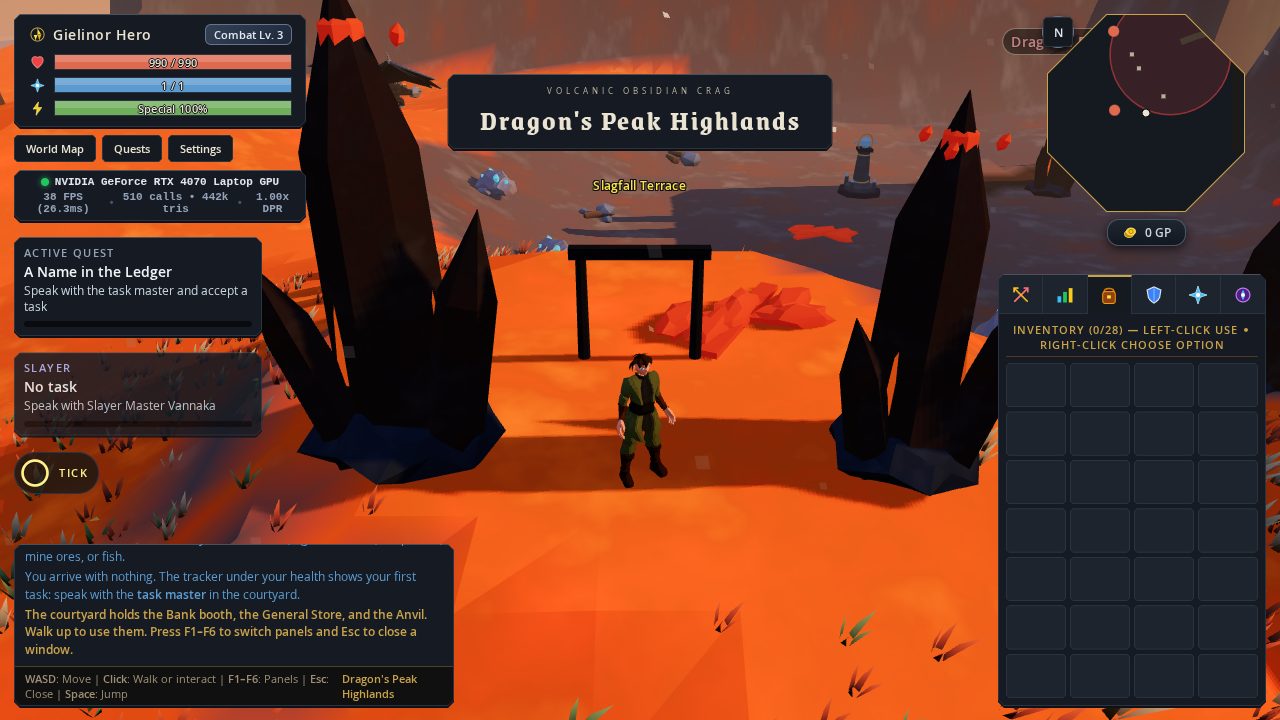 Gielinor Hero
Combat Lv. 3
990 / 990
1 / 1
Special 100%
World Map
Quests
Settings
NVIDIA GeForce RTX 4070 Laptop GPU
38 FPS (26.3ms) • 510 calls • 442k tris • 1.00x DPR
ACTIVE QUEST
A Name in the Ledger
Speak with the task master and accept a
task
SLAYER
No task
Speak with Slayer Master Vannaka
TICK
VOLCANIC OBSIDIAN CRAG
Dragon's Peak Highlands
Slagfall Terrace
Drag
N
0 GP
INVENTORY (0/28) — LEFT-CLICK USE •
RIGHT-CLICK CHOOSE OPTION
mine ores, or fish.
You arrive with nothing. The tracker under your health shows your first
task: speak with the task master in the courtyard.
The courtyard holds the Bank booth, the General Store, and the Anvil.
Walk up to use them. Press F1–F6 to switch panels and Esc to close a
window.
WASD: Move | Click: Walk or interact | F1–F6: Panels | Esc:
Close | Space: Jump
Dragon's Peak
Highlands